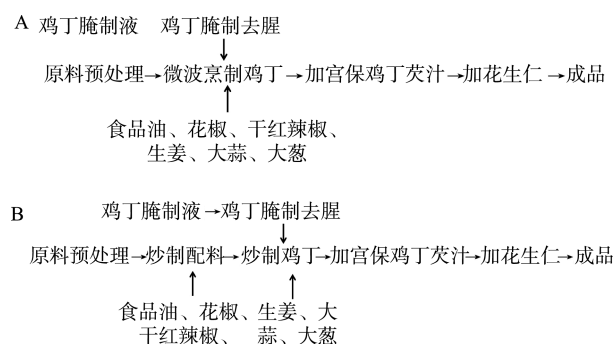 A 鸡丁腌制液 鸡丁腌制去腥
原料预处理→微波烹制鸡丁→加宫保鸡丁芡汁→加花生仁→成品
食品油、花椒、干红辣椒、
生姜、大蒜、大葱
B 鸡丁腌制液→鸡丁腌制去腥
原料预处理→炒制配料→炒制鸡丁→加宫保鸡丁芡汁→加花生仁→成品
食品油、花椒、生姜、大
干红辣椒、 蒜、大葱